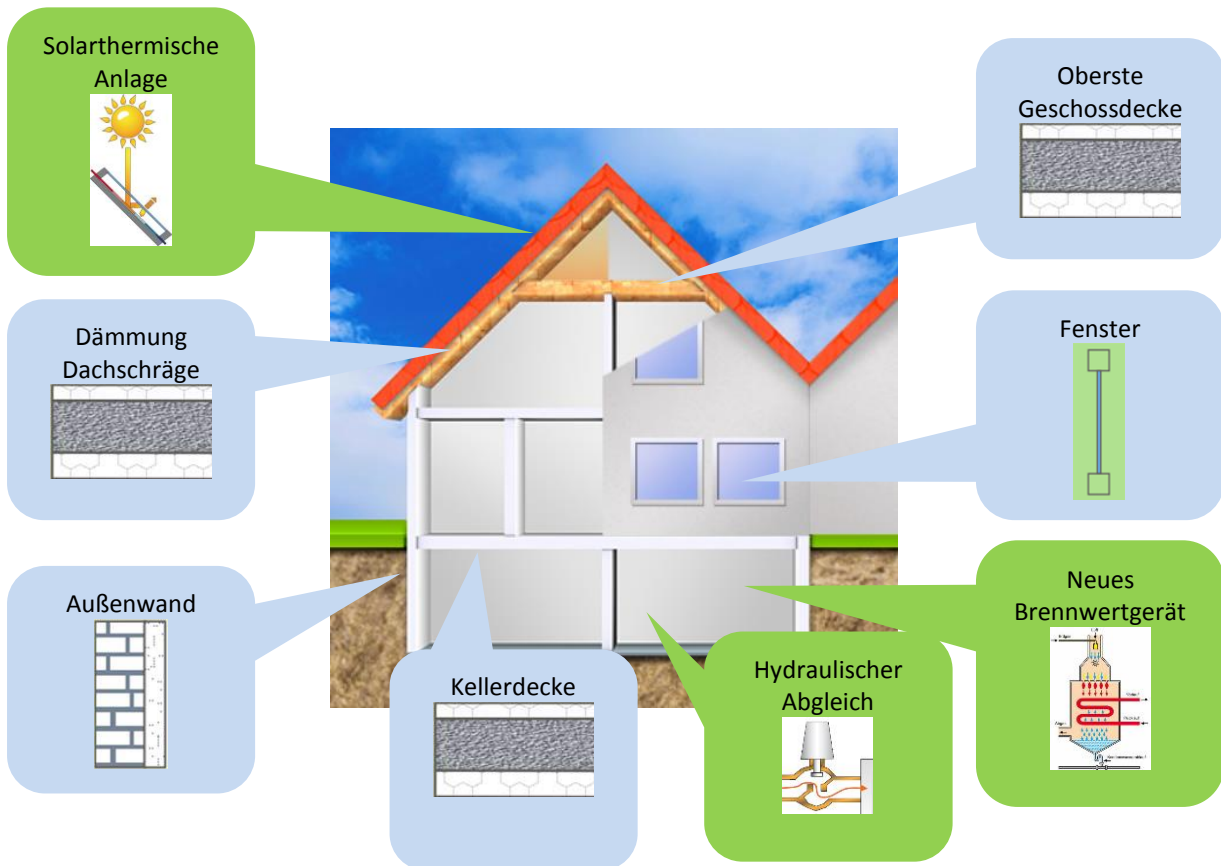 Solarthermische
Anlage
Oberste
Geschossdecke
Dämmung
Dachschräge
Fenster
Außenwand
Kellerdecke
Hydraulischer
Abgleich
Neues
Brennwertgerät